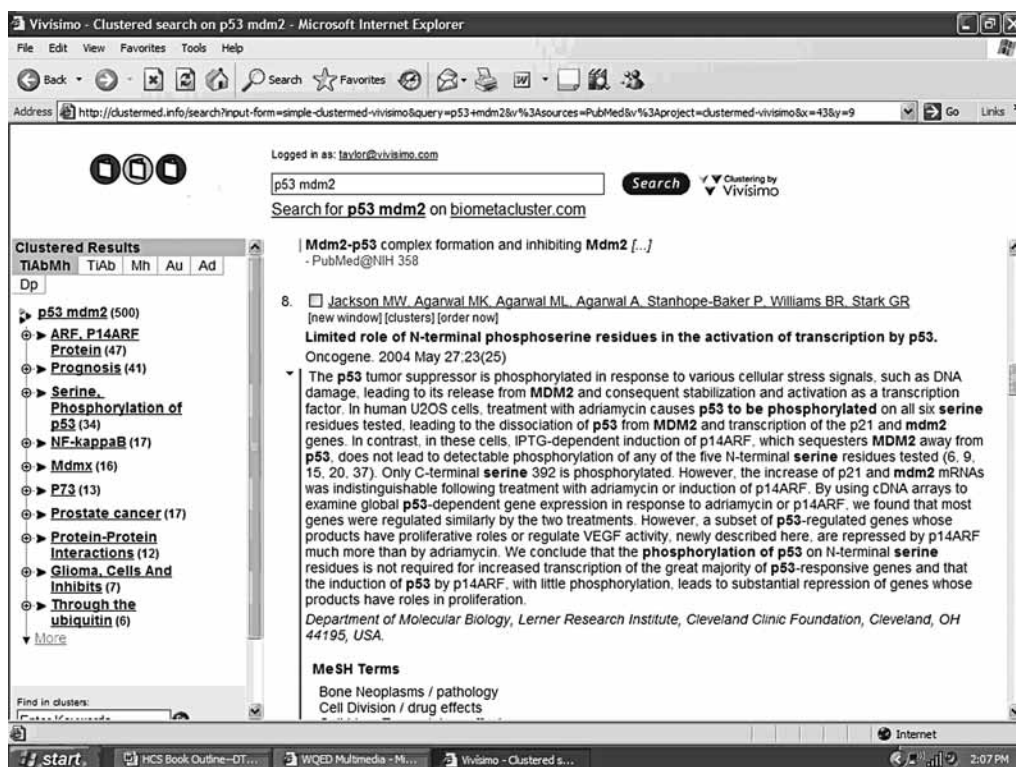 Vivísimo - Clustered search on p53 mdm2 - Microsoft Internet Explorer
File Edit View Favorites Tools Help
Back Search Favorites
Address http://clustermed.info/search?input-form=simple-clustermed-vivisimo&query=p53+mdm2&v%3Asources=PubMed&v%3Aproject=clustermed-vivisimo&x=43&y=9 Go Links
Logged in as: taylor@vivisimo.com
p53 mdm2 Search Clustering by
Vivísimo
Search for p53 mdm2 on biometacluster.com
Clustered Results
TiAbMh TiAb Mh Au Ad
Dp
p53 mdm2 (500)
ARF, P14ARF
Protein (47)
Prognosis (41)
Serine,
Phosphorylation of
p53 (34)
NF-kappaB (17)
Mdmx (16)
P73 (13)
Prostate cancer (17)
Protein-Protein
Interactions (12)
Glioma, Cells And
Inhibits (7)
Through the
ubiquitin (6)
More
Find in clusters:
Enter Keywords
Mdm2-p53 complex formation and inhibiting Mdm2 [...]
- PubMed@NIH 358
8. Jackson MW, Agarwal MK, Agarwal ML, Agarwal A, Stanhope-Baker P, Williams BR, Stark GR
[new window] [clusters] [order now]
Limited role of N-terminal phosphoserine residues in the activation of transcription by p53.
Oncogene. 2004 May 27;23(25)
The p53 tumor suppressor is phosphorylated in response to various cellular stress signals, such as DNA
damage, leading to its release from MDM2 and consequent stabilization and activation as a transcription
factor. In human U2OS cells, treatment with adriamycin causes p53 to be phosphorylated on all six serine
residues tested, leading to the dissociation of p53 from MDM2 and transcription of the p21 and mdm2
genes. In contrast, in these cells, IPTG-dependent induction of p14ARF, which sequesters MDM2 away from
p53, does not lead to detectable phosphorylation of any of the five N-terminal serine residues tested (6, 9,
15, 20, 37). Only C-terminal serine 392 is phosphorylated. However, the increase of p21 and mdm2 mRNAs
was indistinguishable following treatment with adriamycin or induction of p14ARF. By using cDNA arrays to
examine global p53-dependent gene expression in response to adriamycin or p14ARF, we found that most
genes were regulated similarly by the two treatments. However, a subset of p53-regulated genes whose
products have proliferative roles or regulate VEGF activity, newly described here, are repressed by p14ARF
much more than by adriamycin. We conclude that the phosphorylation of p53 on N-terminal serine
residues is not required for increased transcription of the great majority of p53-responsive genes and that
the induction of p53 by p14ARF, with little phosphorylation, leads to substantial repression of genes whose
products have roles in proliferation.
Department of Molecular Biology, Lerner Research Institute, Cleveland Clinic Foundation, Cleveland, OH
44195, USA.
MeSH Terms
Bone Neoplasms / pathology
Cell Division / drug effects
Internet
start HCS Book Outline--DT... WQED Multimedia - Mi... Vivísimo - Clustered s... 2:07 PM